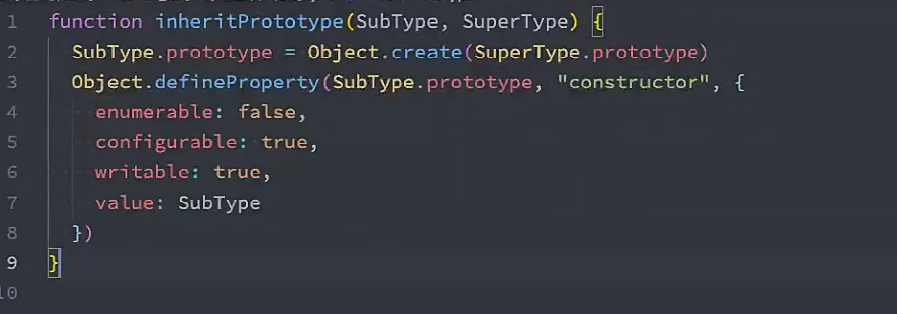 1 function inheritPrototype(SubType, SuperType) {
2 SubType.prototype = Object.create(SuperType.prototype)
3 Object.defineProperty(SubType.prototype, "constructor", {
4 enumerable: false,
5 configurable: true,
6 writable: true,
7 value: SubType
8 })
9 }
10